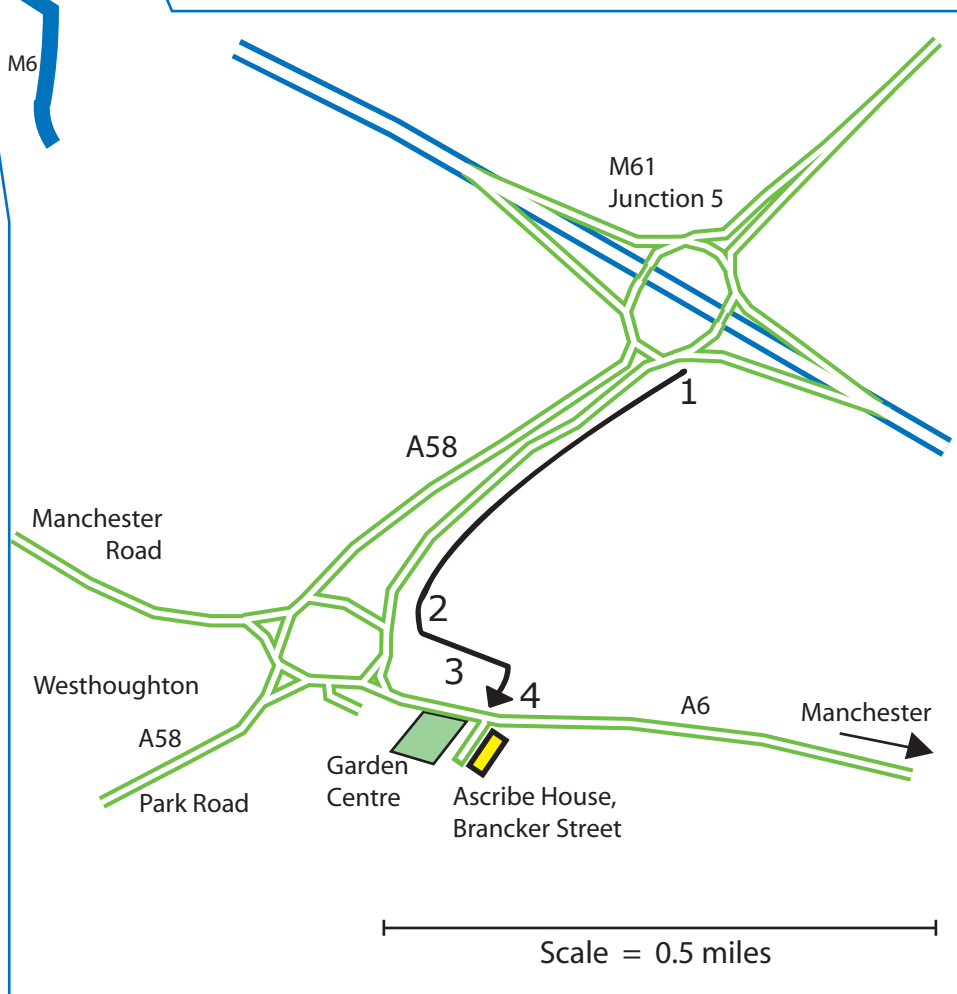 M6
M61
Junction 5
1
A58
Manchester
Road
2
3
4
Westhoughton
A6
Manchester
A58
Park Road
Garden
Centre
Ascribe House,
Brancker Street
Scale = 0.5 miles